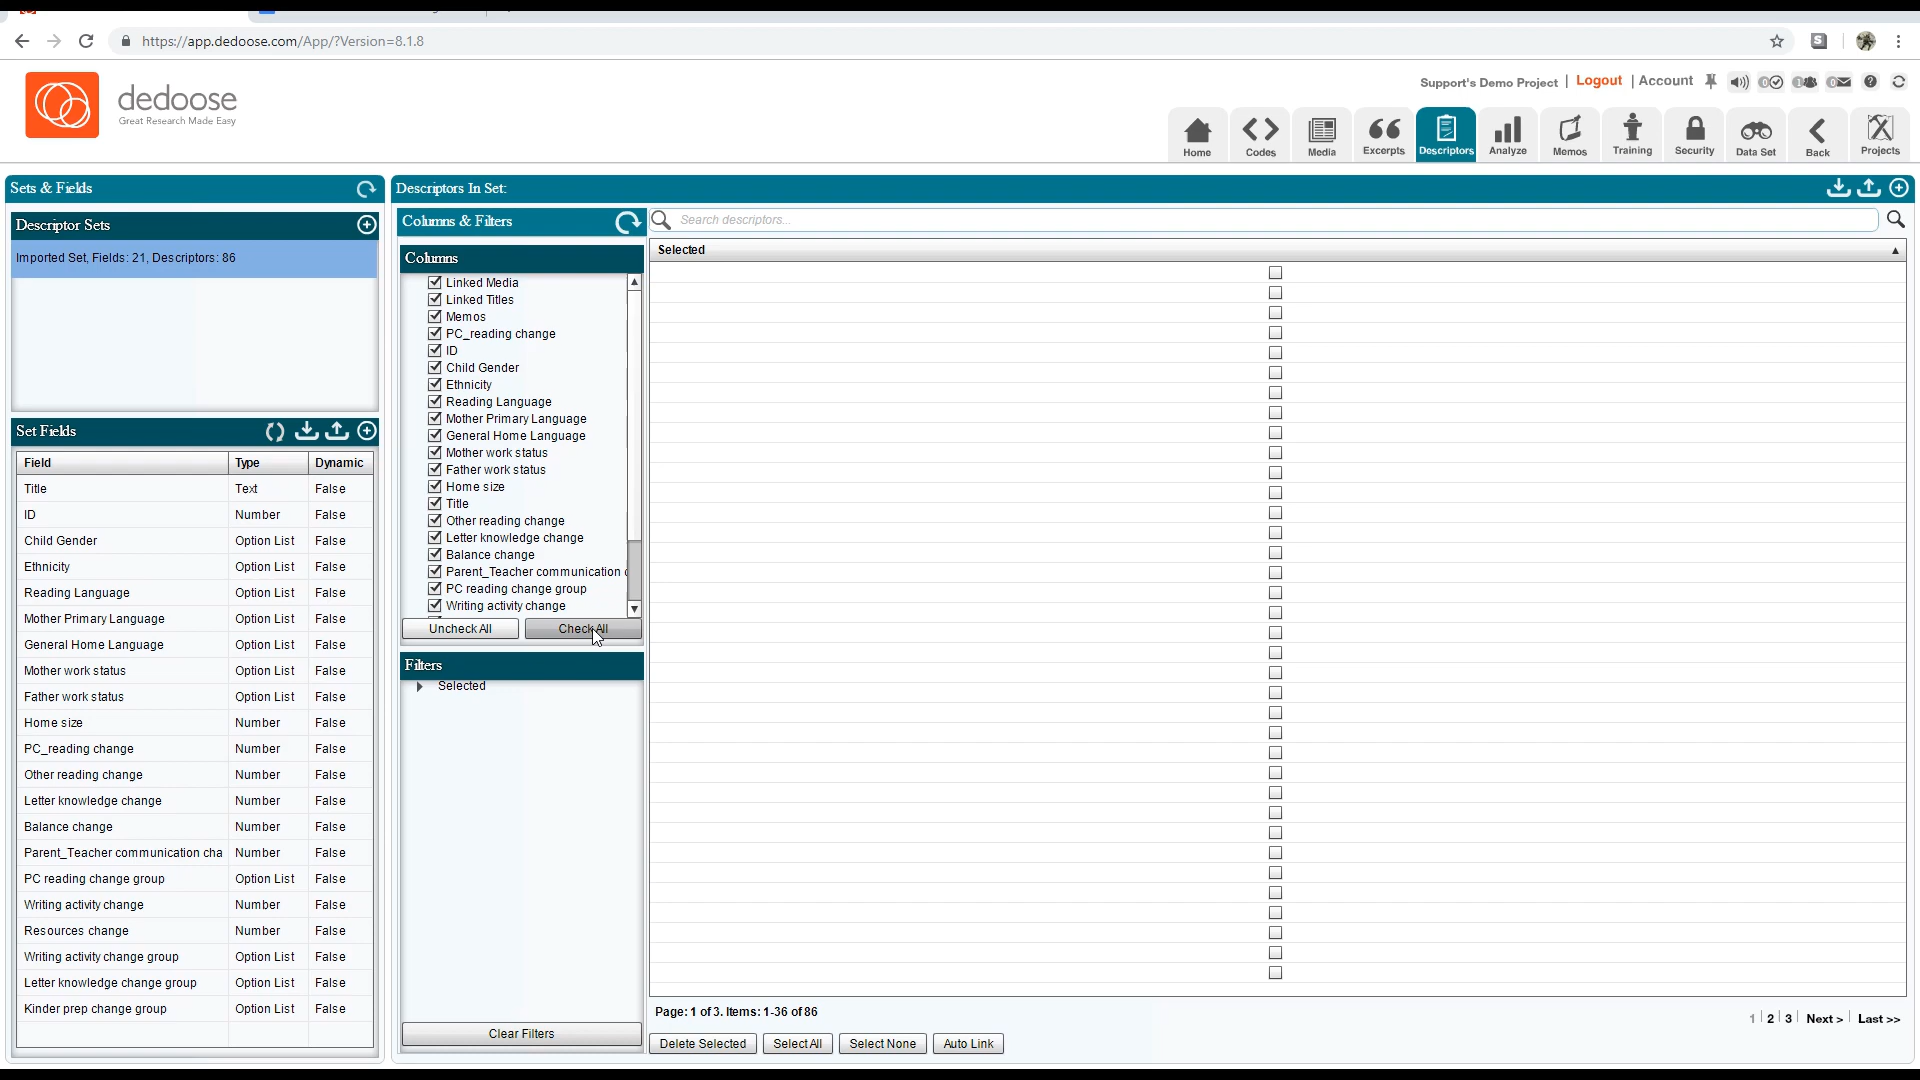 https://app.dedoose.com/App/?Version=8.1.8
S
dedoose
Great Research Made Easy
Support's Demo Project | Logout | Account
0
1
0
Home
Codes
Media
Excerpts
Descriptors
Analyze
Memos
Training
Security
Data Set
Back
Projects
Sets & Fields
Descriptor Sets
Imported Set, Fields: 21, Descriptors: 86
Set Fields
Field Type Dynamic
Title Text False
ID Number False
Child Gender Option List False
Ethnicity Option List False
Reading Language Option List False
Mother Primary Language Option List False
General Home Language Option List False
Mother work status Option List False
Father work status Option List False
Home size Number False
PC_reading change Number False
Other reading change Number False
Letter knowledge change Number False
Balance change Number False
Parent_Teacher communication cha Number False
PC reading change group Option List False
Writing activity change Number False
Resources change Number False
Writing activity change group Option List False
Letter knowledge change group Option List False
Kinder prep change group Option List False
Descriptors In Set:
Columns & Filters
Columns
Linked Media
Linked Titles
Memos
PC_reading change
ID
Child Gender
Ethnicity
Reading Language
Mother Primary Language
General Home Language
Mother work status
Father work status
Home size
Title
Other reading change
Letter knowledge change
Balance change
Parent_Teacher communication
PC reading change group
Writing activity change
Uncheck All
Check All
Filters
Selected
Clear Filters
Search descriptors...
Selected
Page: 1 of 3. Items: 1-36 of 86
1 | 2 | 3 | Next > | Last >>
Delete Selected
Select All
Select None
Auto Link